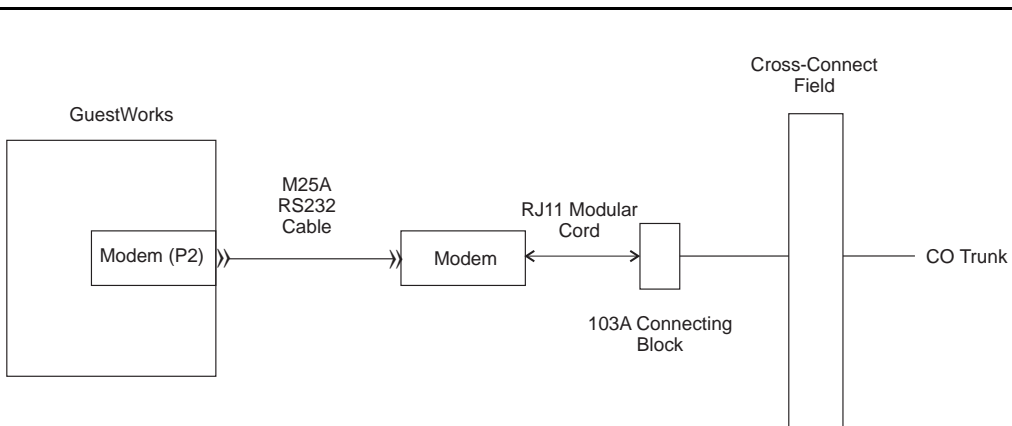 Cross-Connect
Field
GuestWorks
M25A
RS232
Cable
RJ11 Modular
Cord
Modem (P2)
Modem
CO Trunk
103A Connecting
Block